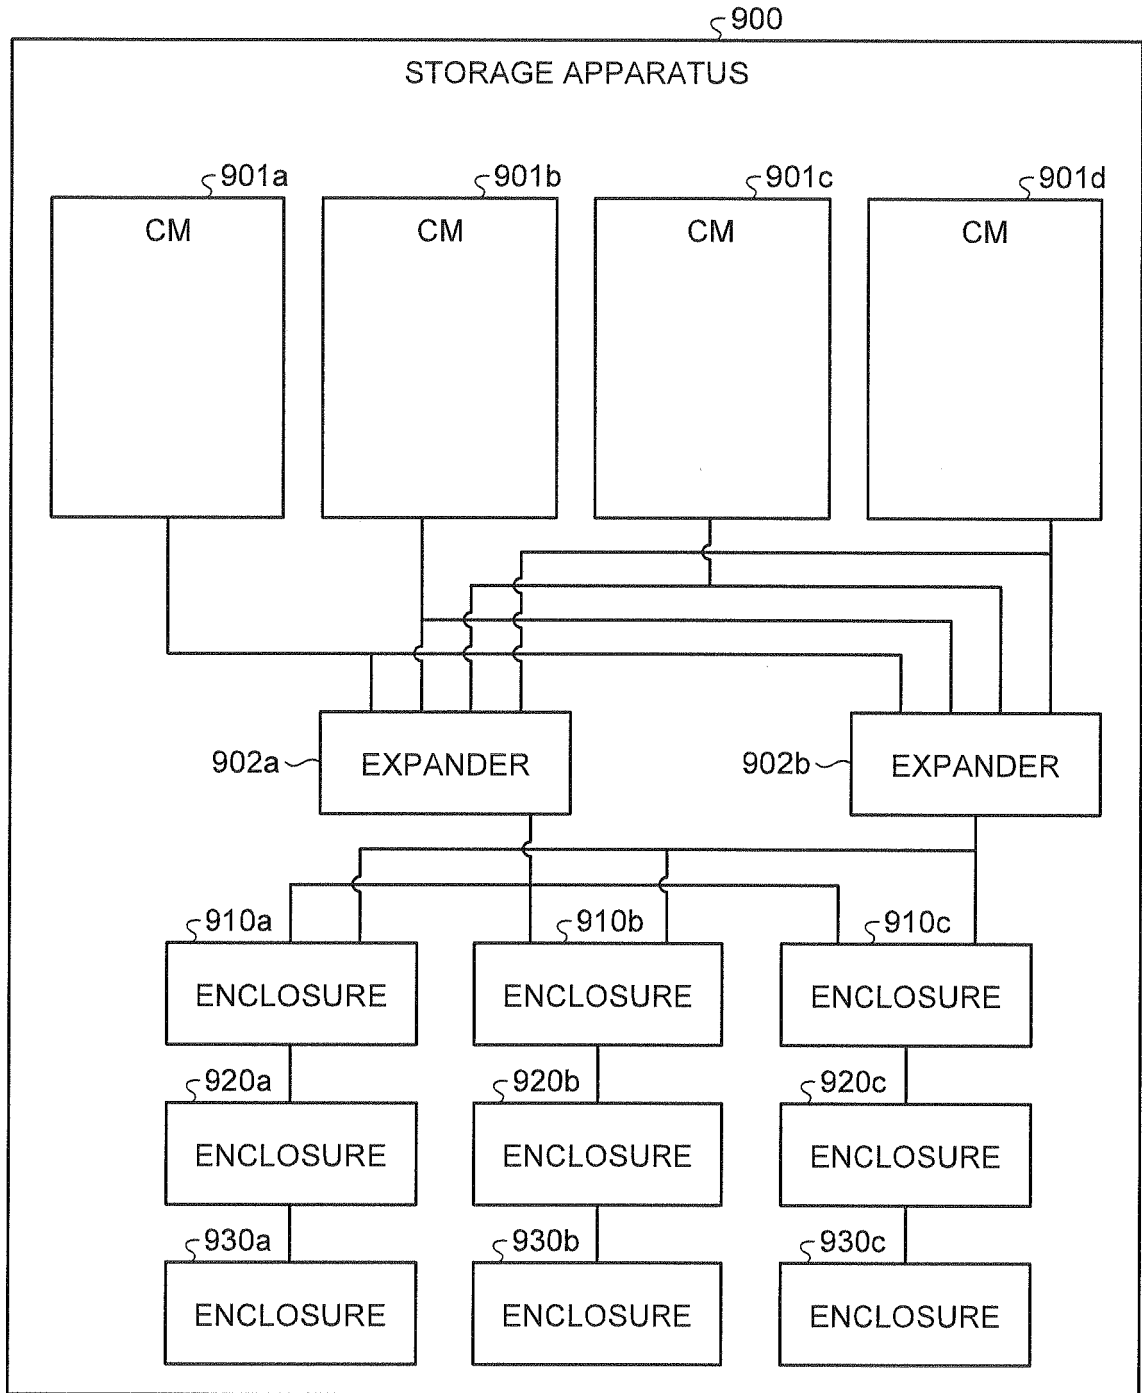 900
STORAGE APPARATUS
901a
901b
901c
901d
CM
CM
CM
CM
902a
EXPANDER
902b
EXPANDER
910a
910b
910c
ENCLOSURE
ENCLOSURE
ENCLOSURE
920a
920b
920c
ENCLOSURE
ENCLOSURE
ENCLOSURE
930a
930b
930c
ENCLOSURE
ENCLOSURE
ENCLOSURE